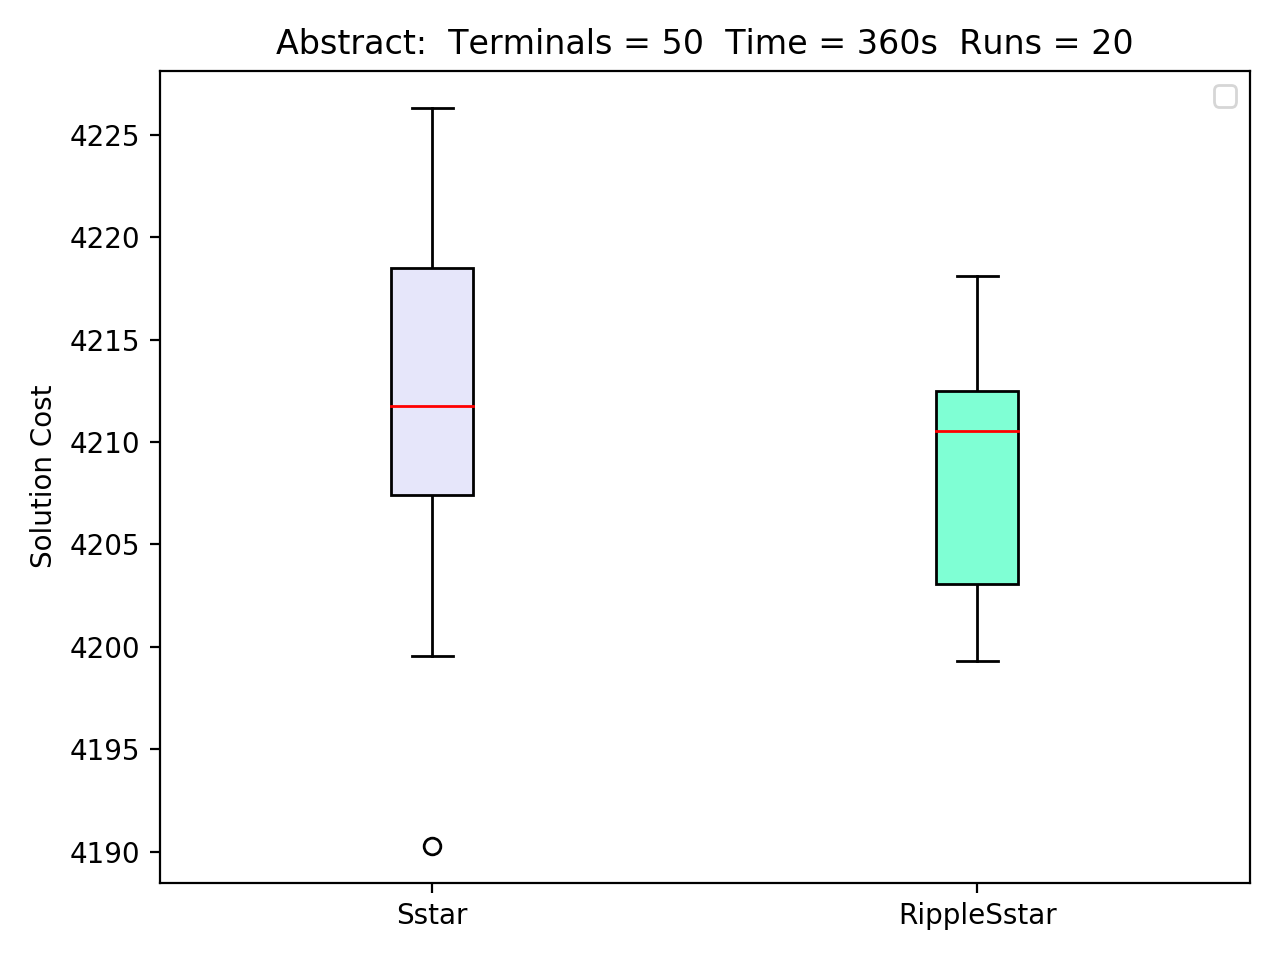 Abstract:  Terminals = 50  Time = 360s  Runs = 20
Solution Cost
4225
4220
4215
4210
4205
4200
4195
4190
Sstar
RippleSstar